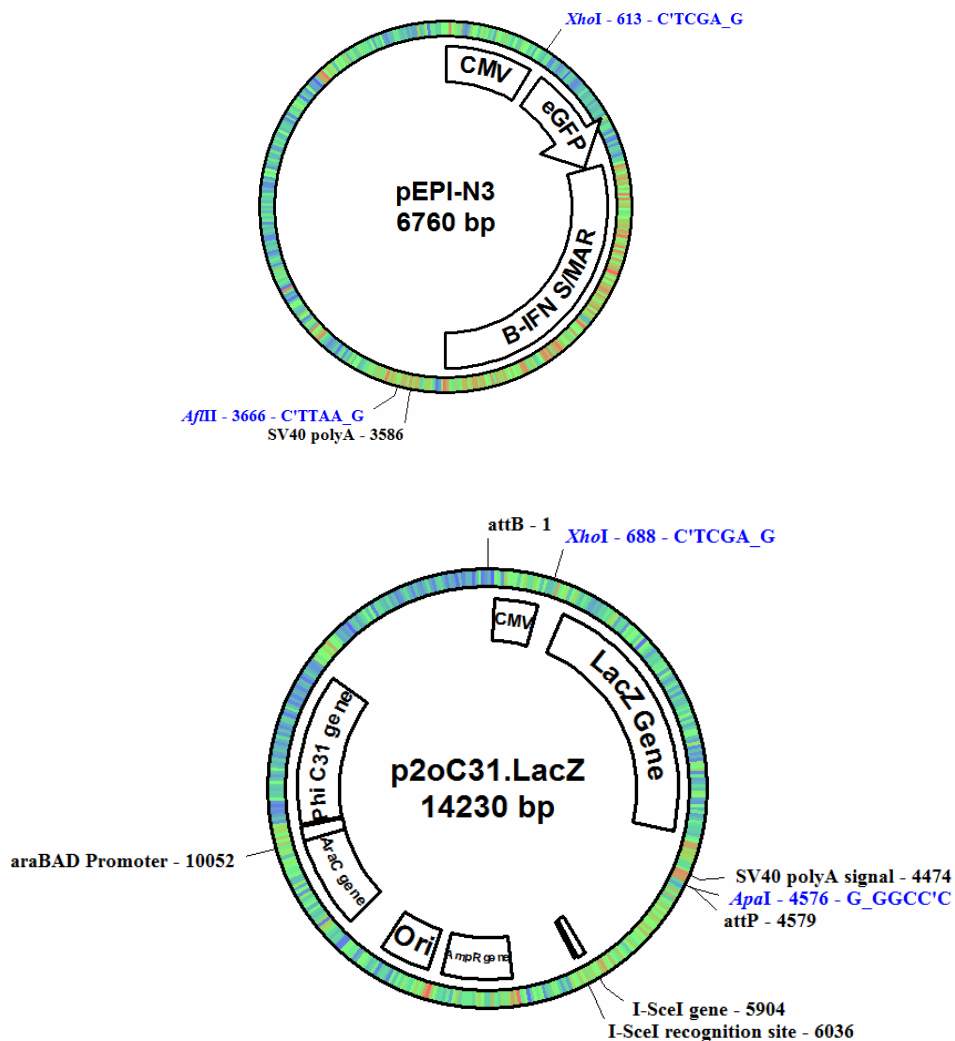 XhoI - 613 - C'TCGA_G
CMV
eGFP
pEPI-N3
6760 bp
B-IFN S/MAR
AflII - 3666 - C'TTAA_G
SV40 polyA - 3586
attB - 1
XhoI - 688 - C'TCGA_G
CMV
LacZ Gene
Phi C31 gene
p2oC31.LacZ
14230 bp
araBAD Promoter - 10052
AraC gene
SV40 polyA signal - 4474
ApaI - 4576 - G_GGCC'C
attP - 4579
Ori
AmpR gene
I-SceI gene - 5904
I-SceI recognition site - 6036